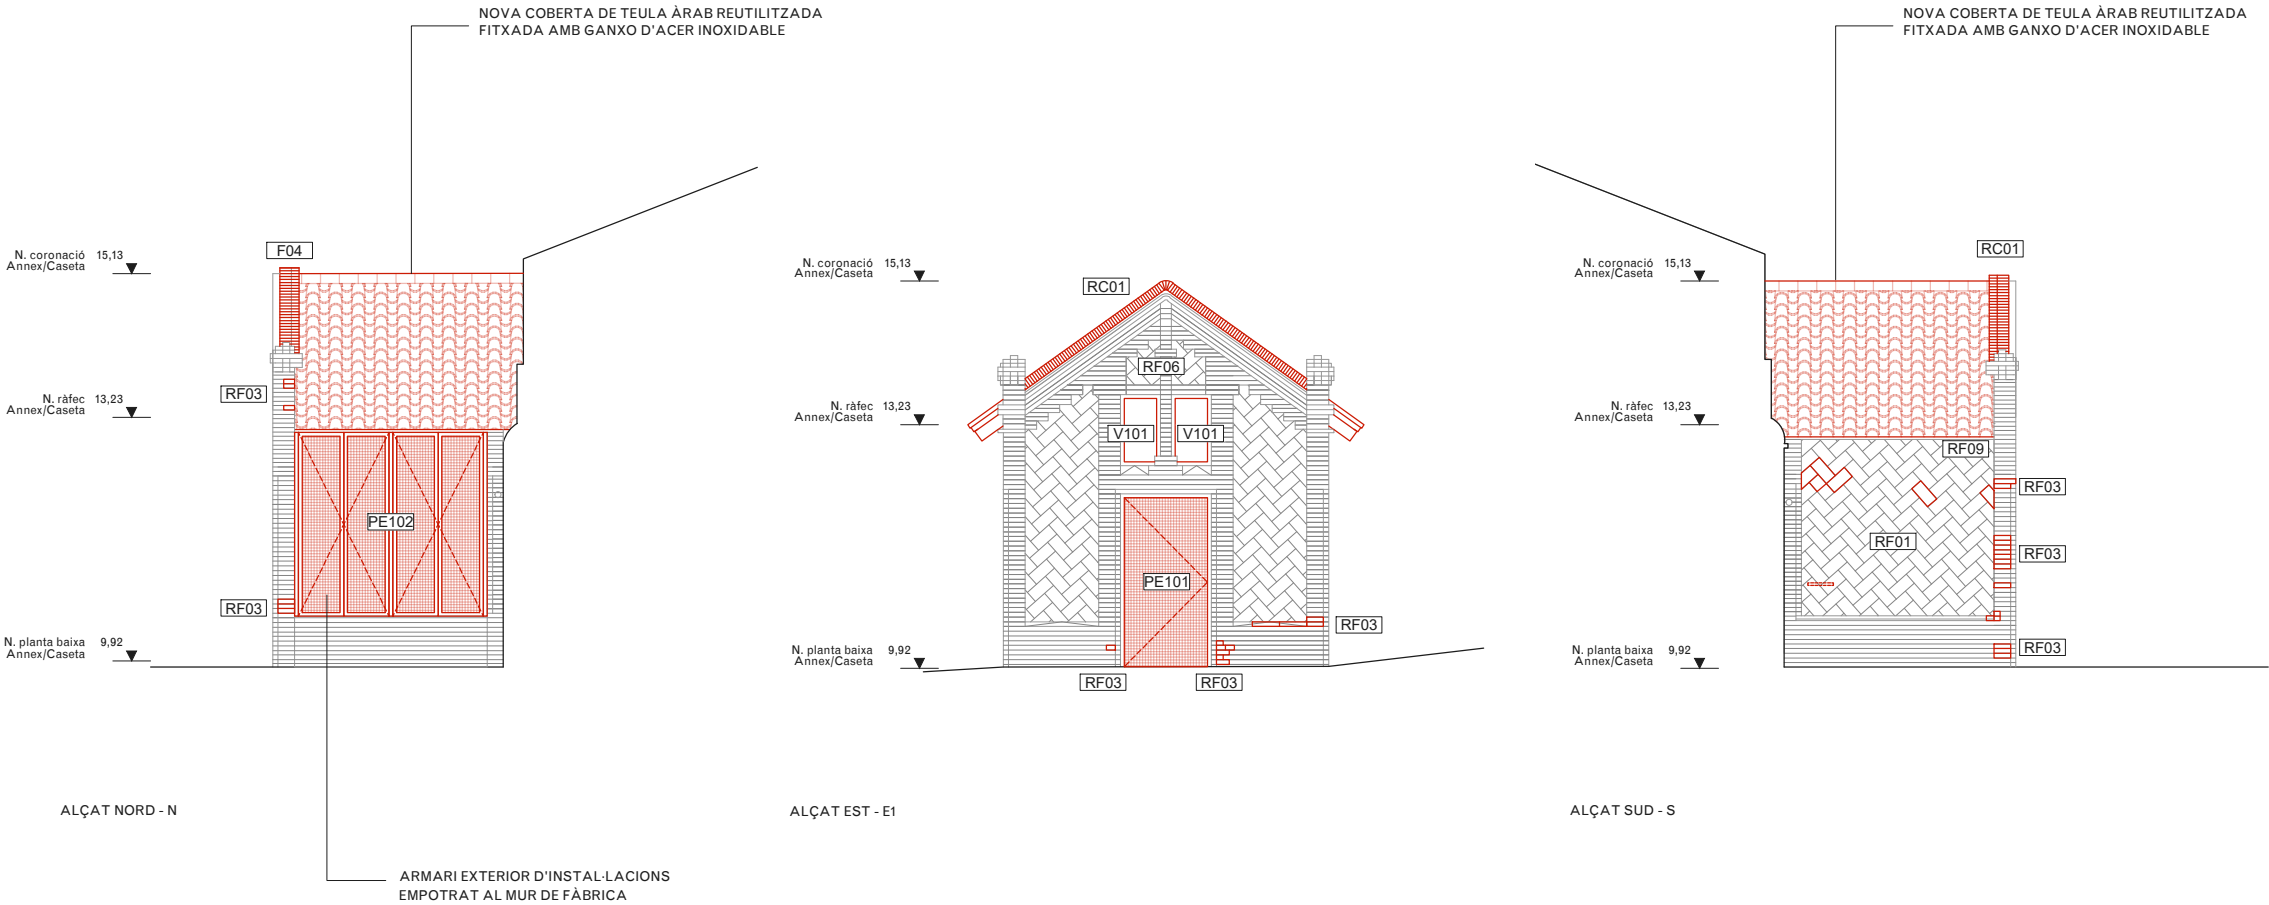 NOVA COBERTA DE TEULA ÀRAB REUTILITZADA
FITXADA AMB GANXO D'ACER INOXIDABLE
F04
N. coronació 15,13
Annex/Caseta
RF03
N. ràfec 13,23
Annex/Caseta
PE102
RF03
N. planta baixa 9,92
Annex/Caseta
ALÇAT NORD - N
ARMARI EXTERIOR D'INSTAL·LACIONS
EMPOTRAT AL MUR DE FÀBRICA
N. coronació 15,13
Annex/Caseta
RC01
RF06
N. ràfec 13,23
Annex/Caseta
V101
V101
PE101
RF03
N. planta baixa 9,92
Annex/Caseta
RF03
RF03
ALÇAT EST - E1
NOVA COBERTA DE TEULA ÀRAB REUTILITZADA
FITXADA AMB GANXO D'ACER INOXIDABLE
RC01
N. coronació 15,13
Annex/Caseta
N. ràfec 13,23
Annex/Caseta
RF09
RF03
RF01
RF03
RF03
N. planta baixa 9,92
Annex/Caseta
ALÇAT SUD - S